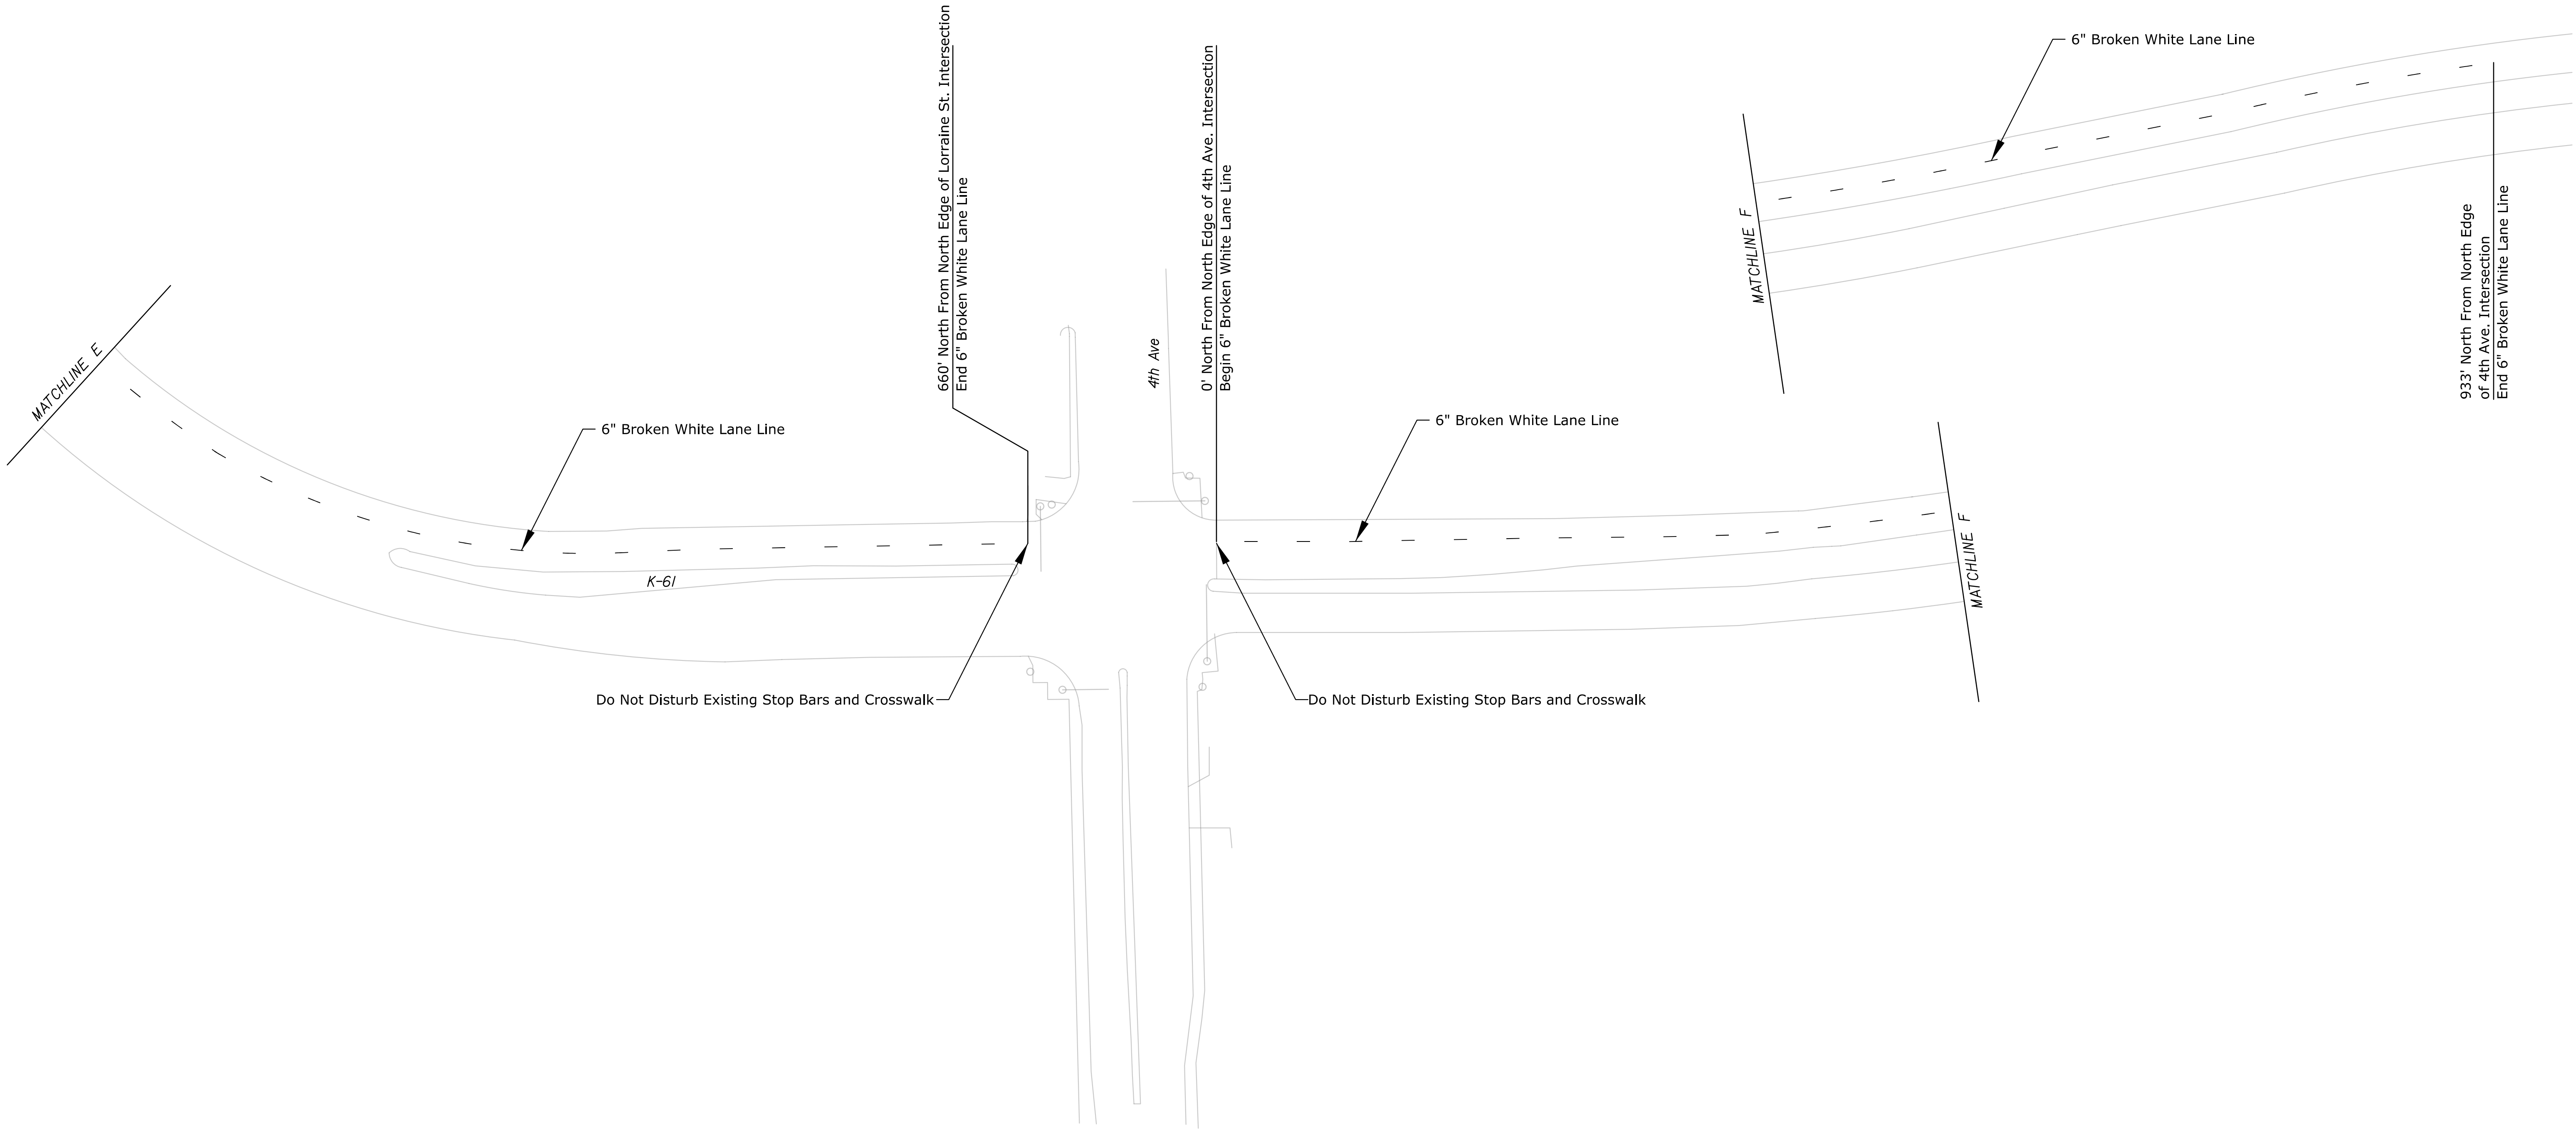 660' North From North Edge of Lorraine St. Intersection
End 6" Broken White Lane Line
0' North From North Edge of 4th Ave. Intersection
Begin 6" Broken White Lane Line
6" Broken White Lane Line
MATCHLINE F
933' North From North Edge
of 4th Ave. Intersection
End 6" Broken White Lane Line
MATCHLINE E
4th Ave
6" Broken White Lane Line
6" Broken White Lane Line
K-61
MATCHLINE F
Do Not Disturb Existing Stop Bars and Crosswalk
Do Not Disturb Existing Stop Bars and Crosswalk